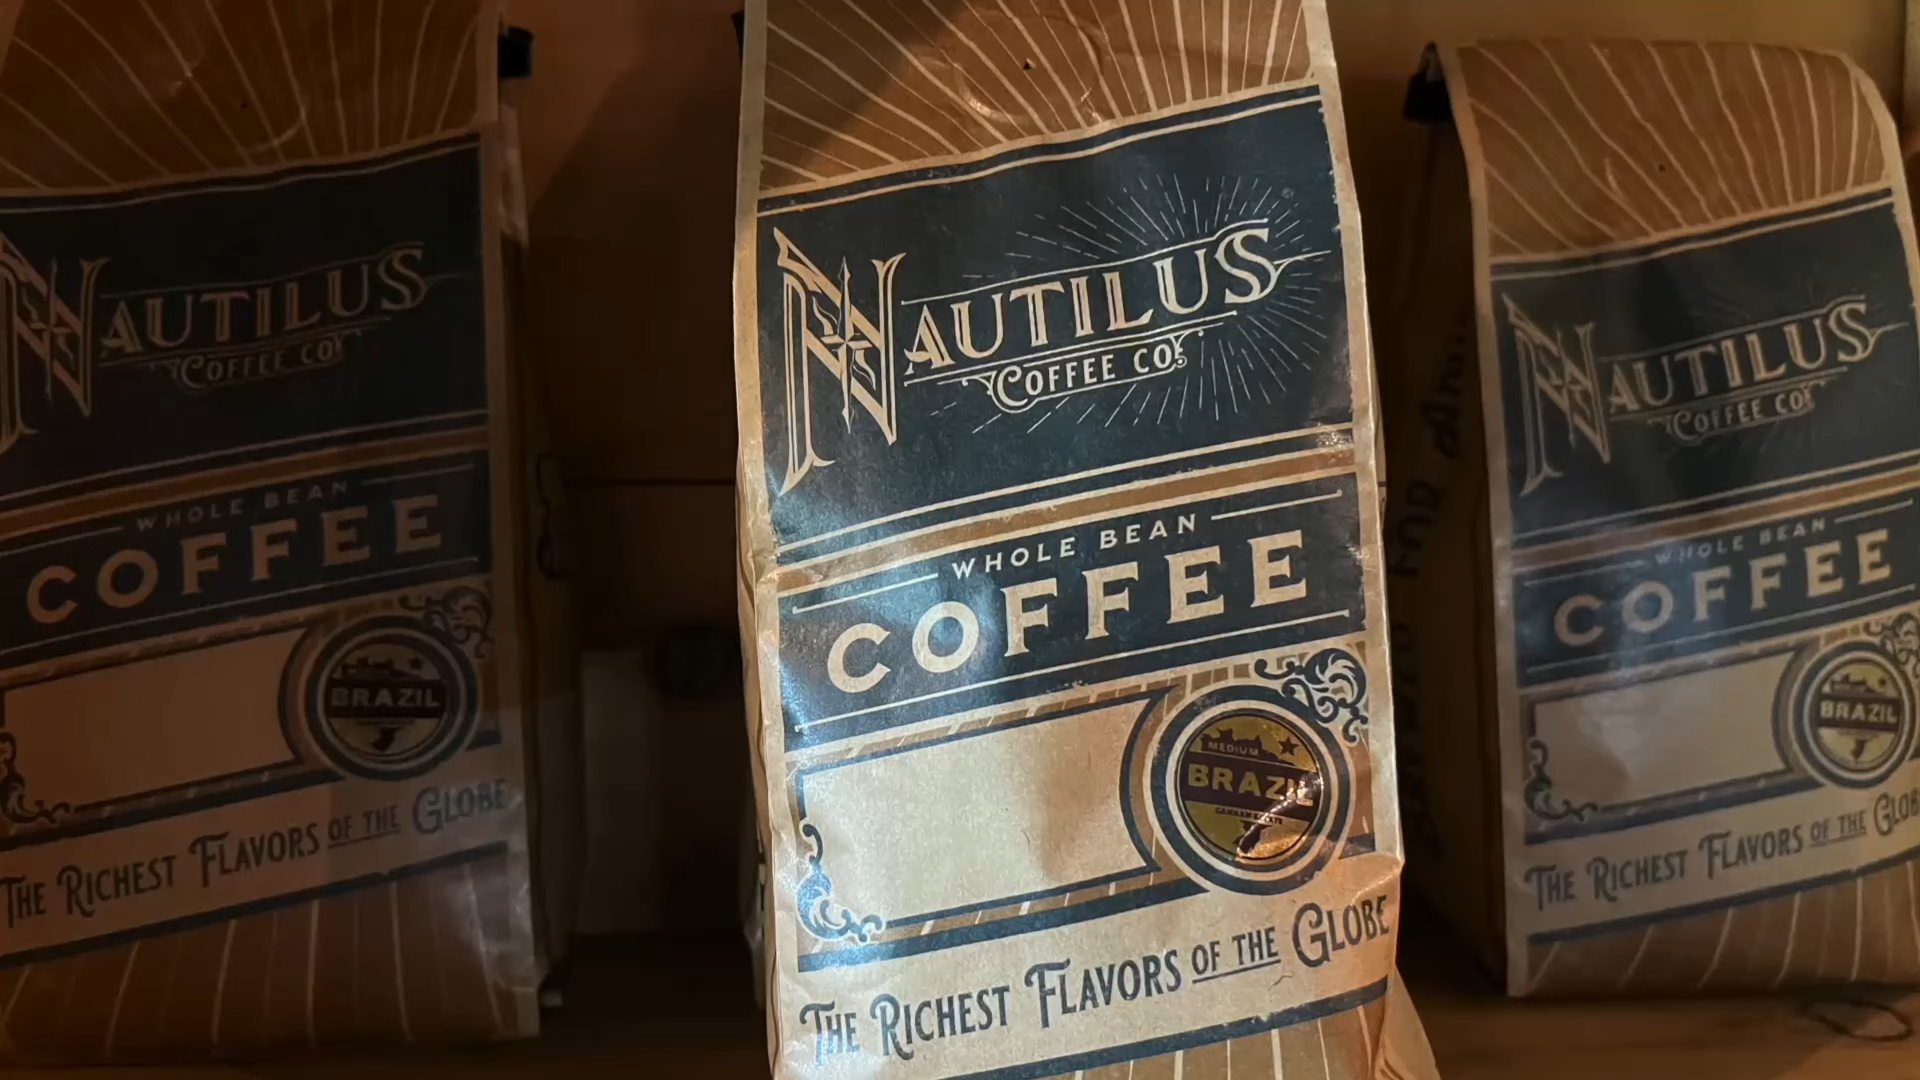 NAUTILUS
COFFEE CO.
WHOLE BEAN
COFFEE
BRAZIL
THE RICHEST FLAVORS OF THE GLOBE
NAUTILUS
COFFEE CO.
WHOLE BEAN
COFFEE
MEDIUM
BRAZIL
THE RICHEST FLAVORS OF THE GLOBE
NAUTILUS
COFFEE CO.
WHOLE BEAN
COFFEE
BRAZIL
THE RICHEST FLAVORS OF THE GLOBE